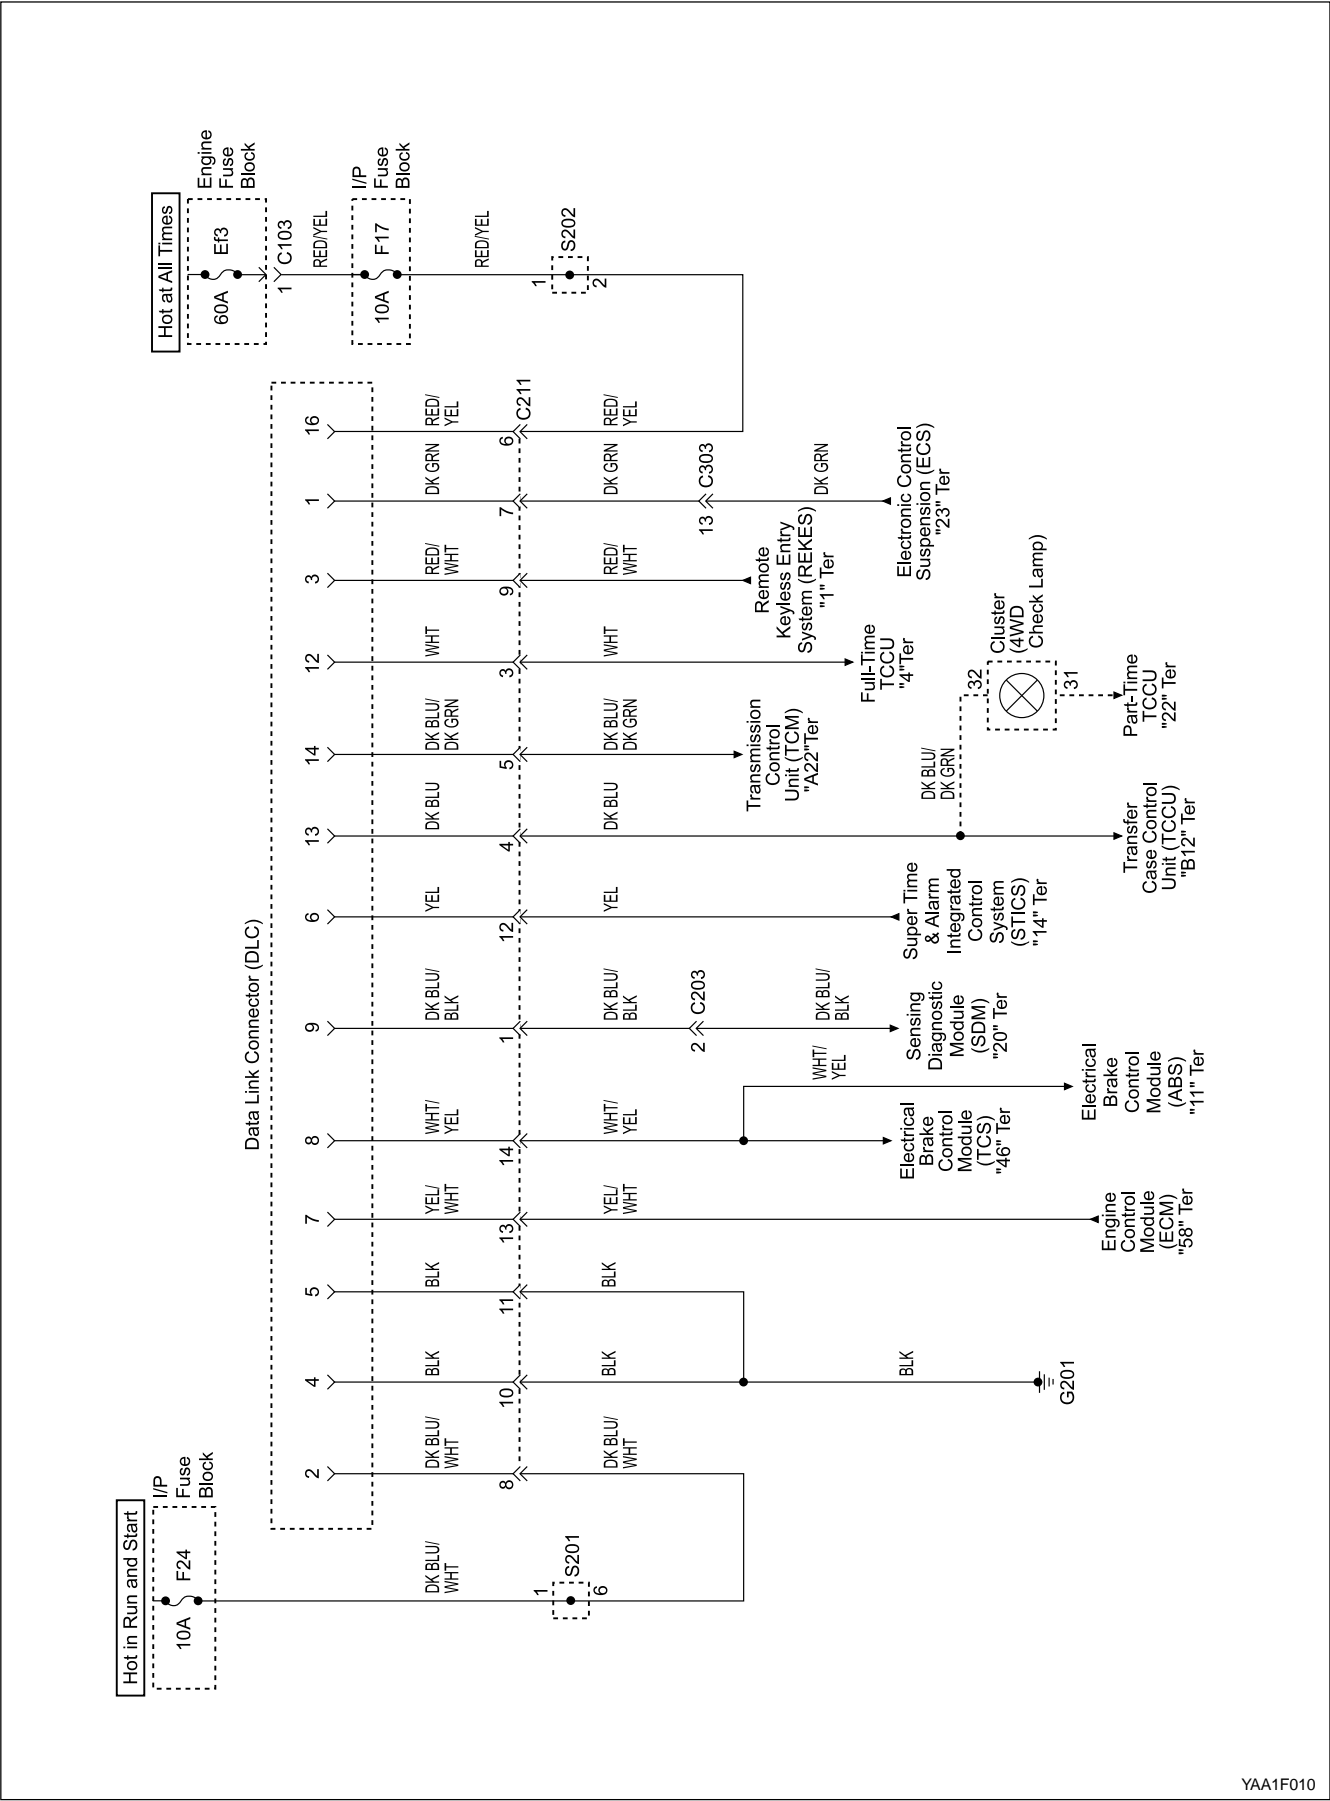 Hot in Run and Start
I/P
Fuse
Block
10A
F24
DK BLU/
WHT
1
S201
6
Hot at All Times
Engine
Fuse
Block
60A
Ef3
1
C103
RED/YEL
I/P
Fuse
Block
10A
F17
RED/YEL
1
S202
2
Data Link Connector (DLC)
2
4
5
7
8
9
6
13
14
12
3
1
16
DK BLU/
WHT
BLK
BLK
YEL/
WHT
WHT/
YEL
DK BLU/
BLK
YEL
DK BLU
DK BLU/
DK GRN
WHT
RED/
WHT
DK GRN
RED/
YEL
8
10
11
13
14
1
12
4
5
3
9
7
6
C211
DK BLU/
WHT
BLK
BLK
YEL/
WHT
WHT/
YEL
DK BLU/
BLK
YEL
DK BLU
DK BLU/
DK GRN
WHT
RED/
WHT
DK GRN
RED/
YEL
2
C203
13
C303
BLK
G201
WHT/
YEL
DK BLU/
BLK
DK GRN
Engine
Control
Module
(ECM)
"58" Ter
Electrical
Brake
Control
Module
(TCS)
"46" Ter
Electrical
Brake
Control
Module
(ABS)
"11" Ter
Sensing
Diagnostic
Module
(SDM)
"20" Ter
Super Time
& Alarm
Integrated
Control
System
(STICS)
"14" Ter
DK BLU/
DK GRN
Transfer
Case Control
Unit (TCCU)
"B12" Ter
32
31
Cluster
(4WD
Check Lamp)
Part-Time
TCCU
"22" Ter
Transmission
Control
Unit (TCM)
"A22"Ter
Full-Time
TCCU
"4"Ter
Remote
Keyless Entry
System (REKES)
"1" Ter
Electronic Control
Suspension (ECS)
"23" Ter
YAA1F010